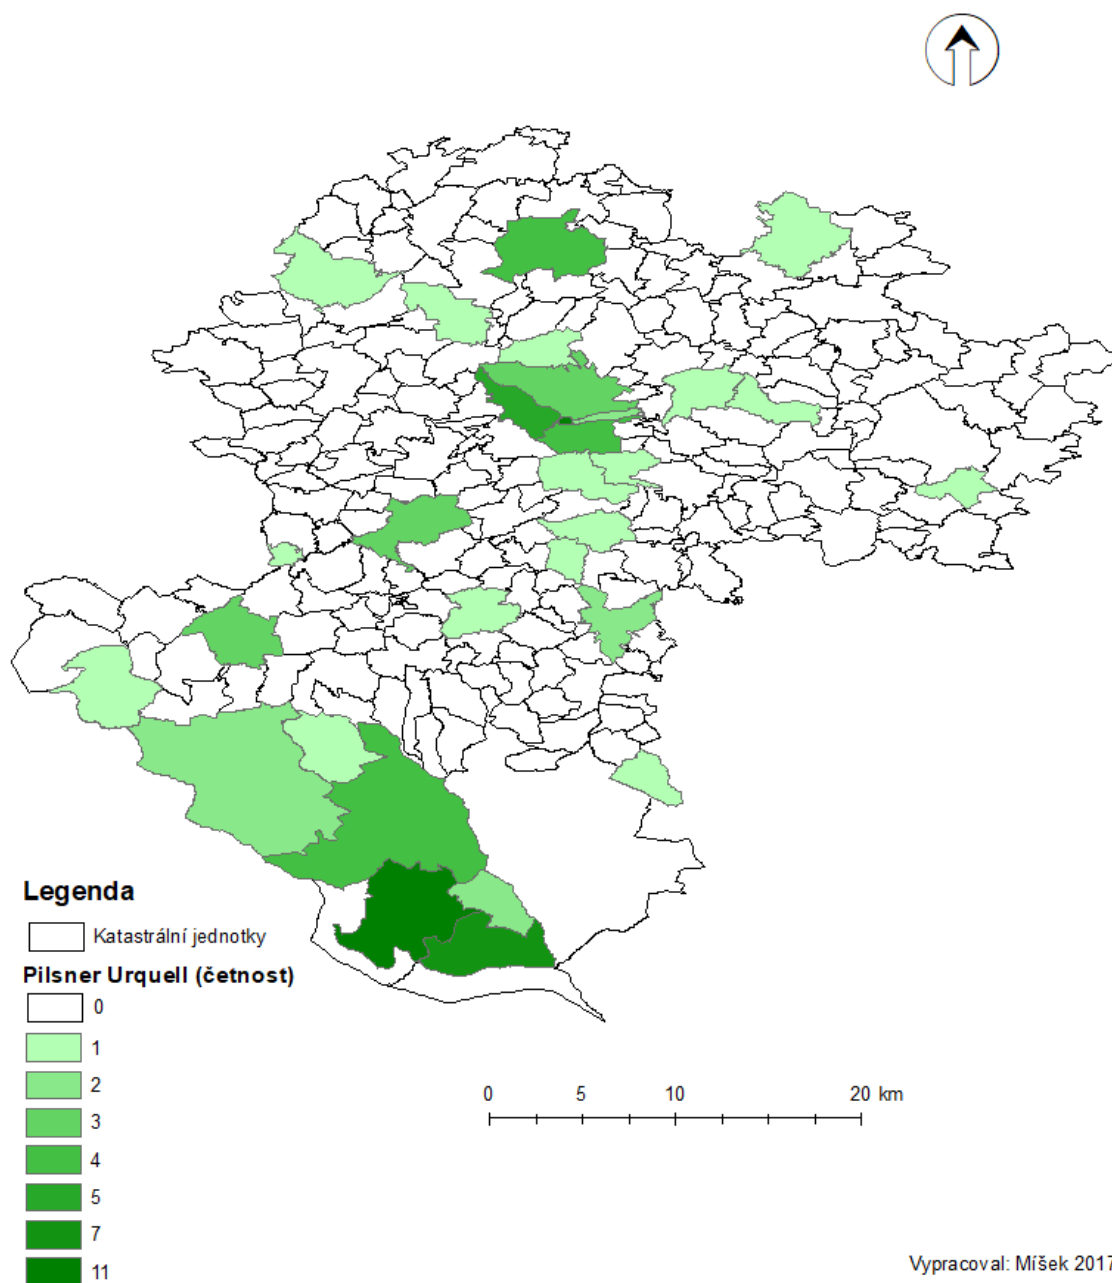 Legenda
Katastrální jednotky
Pilsner Urquell (četnost)
0
1
2
3
4
5
7
11
0 5 10 20 km
Vypracoval: Míšek 2017